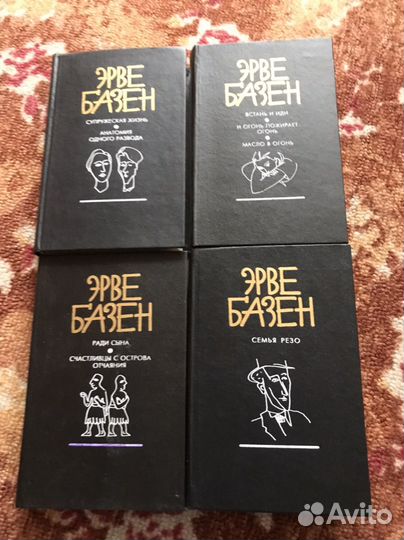 ЭРВЕ
БАЗЕН
СУПРУЖЕСКАЯ ЖИЗНЬ
АНАТОМИЯ
ОДНОГО РАЗВОДА
ЭРВЕ
БАЗЕН
ВСТАНЬ И ИДИ
И ОГОНЬ ПОЖИРАЕТ
ОГОНЬ
МАСЛО В ОГОНЬ
ЭРВЕ
БАЗЕН
РАДИ СЫНА
СЧАСТЛИВЦЫ С ОСТРОВА
ОТЧАЯНИЯ
ЭРВЕ
БАЗЕН
СЕМЬЯ РЕЗО
Avito